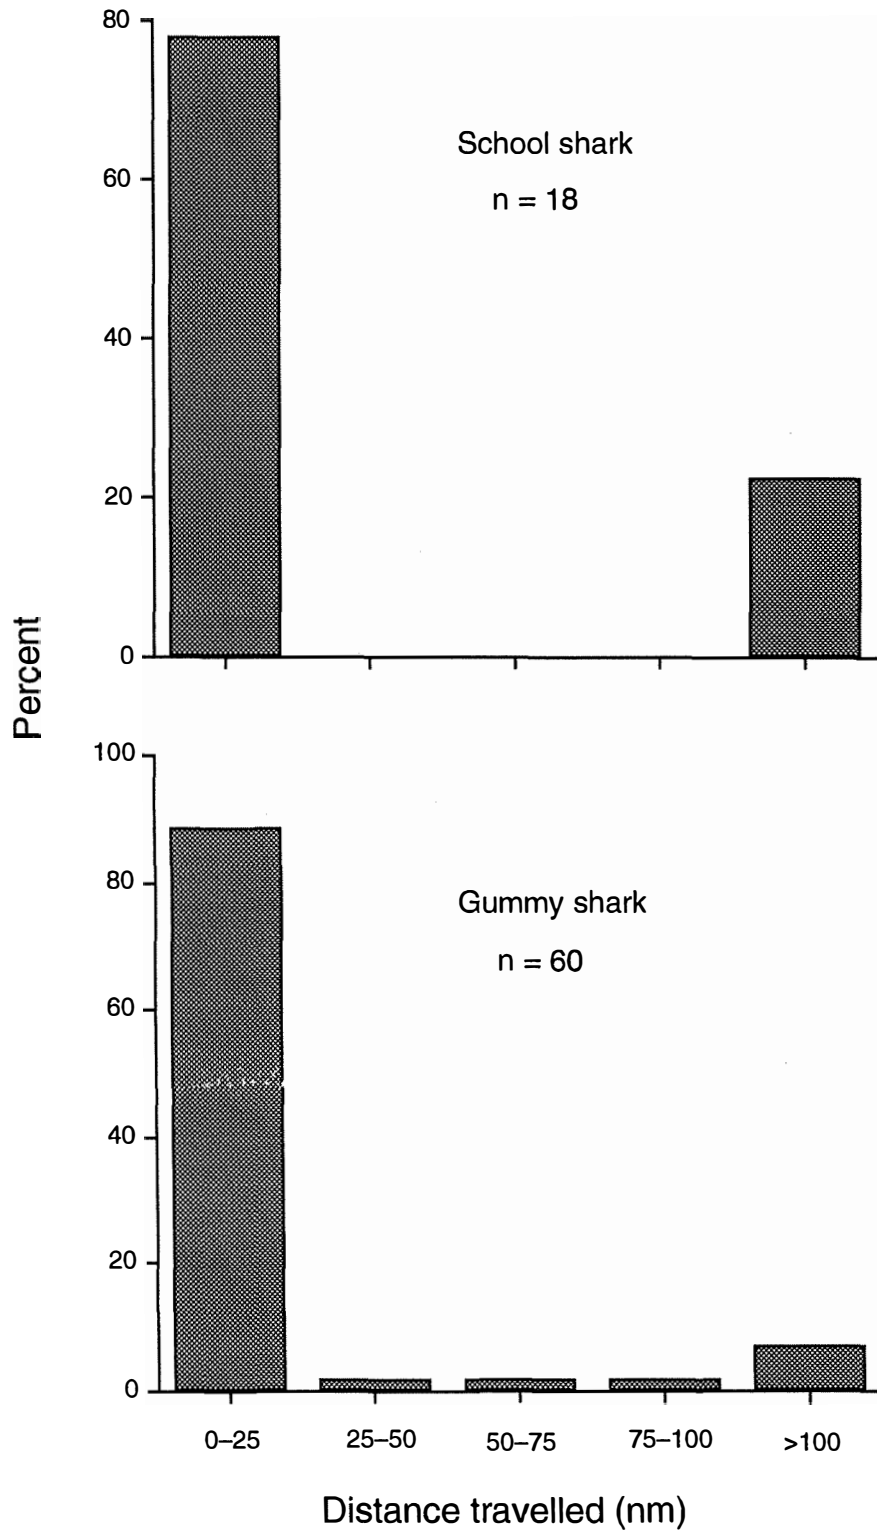 80
School shark
n = 18
60
40
20
0
Percent
100
80
Gummy shark
n = 60
60
40
20
0
0–25 25–50 50–75 75–100 >100
Distance travelled (nm)